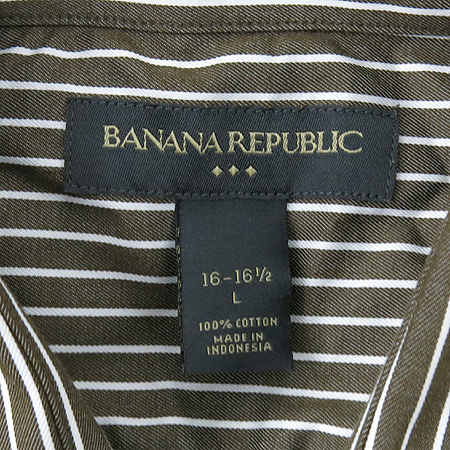 BANANA REPUBLIC
16-16½
L
100% COTTON
MADE IN
INDONESIA